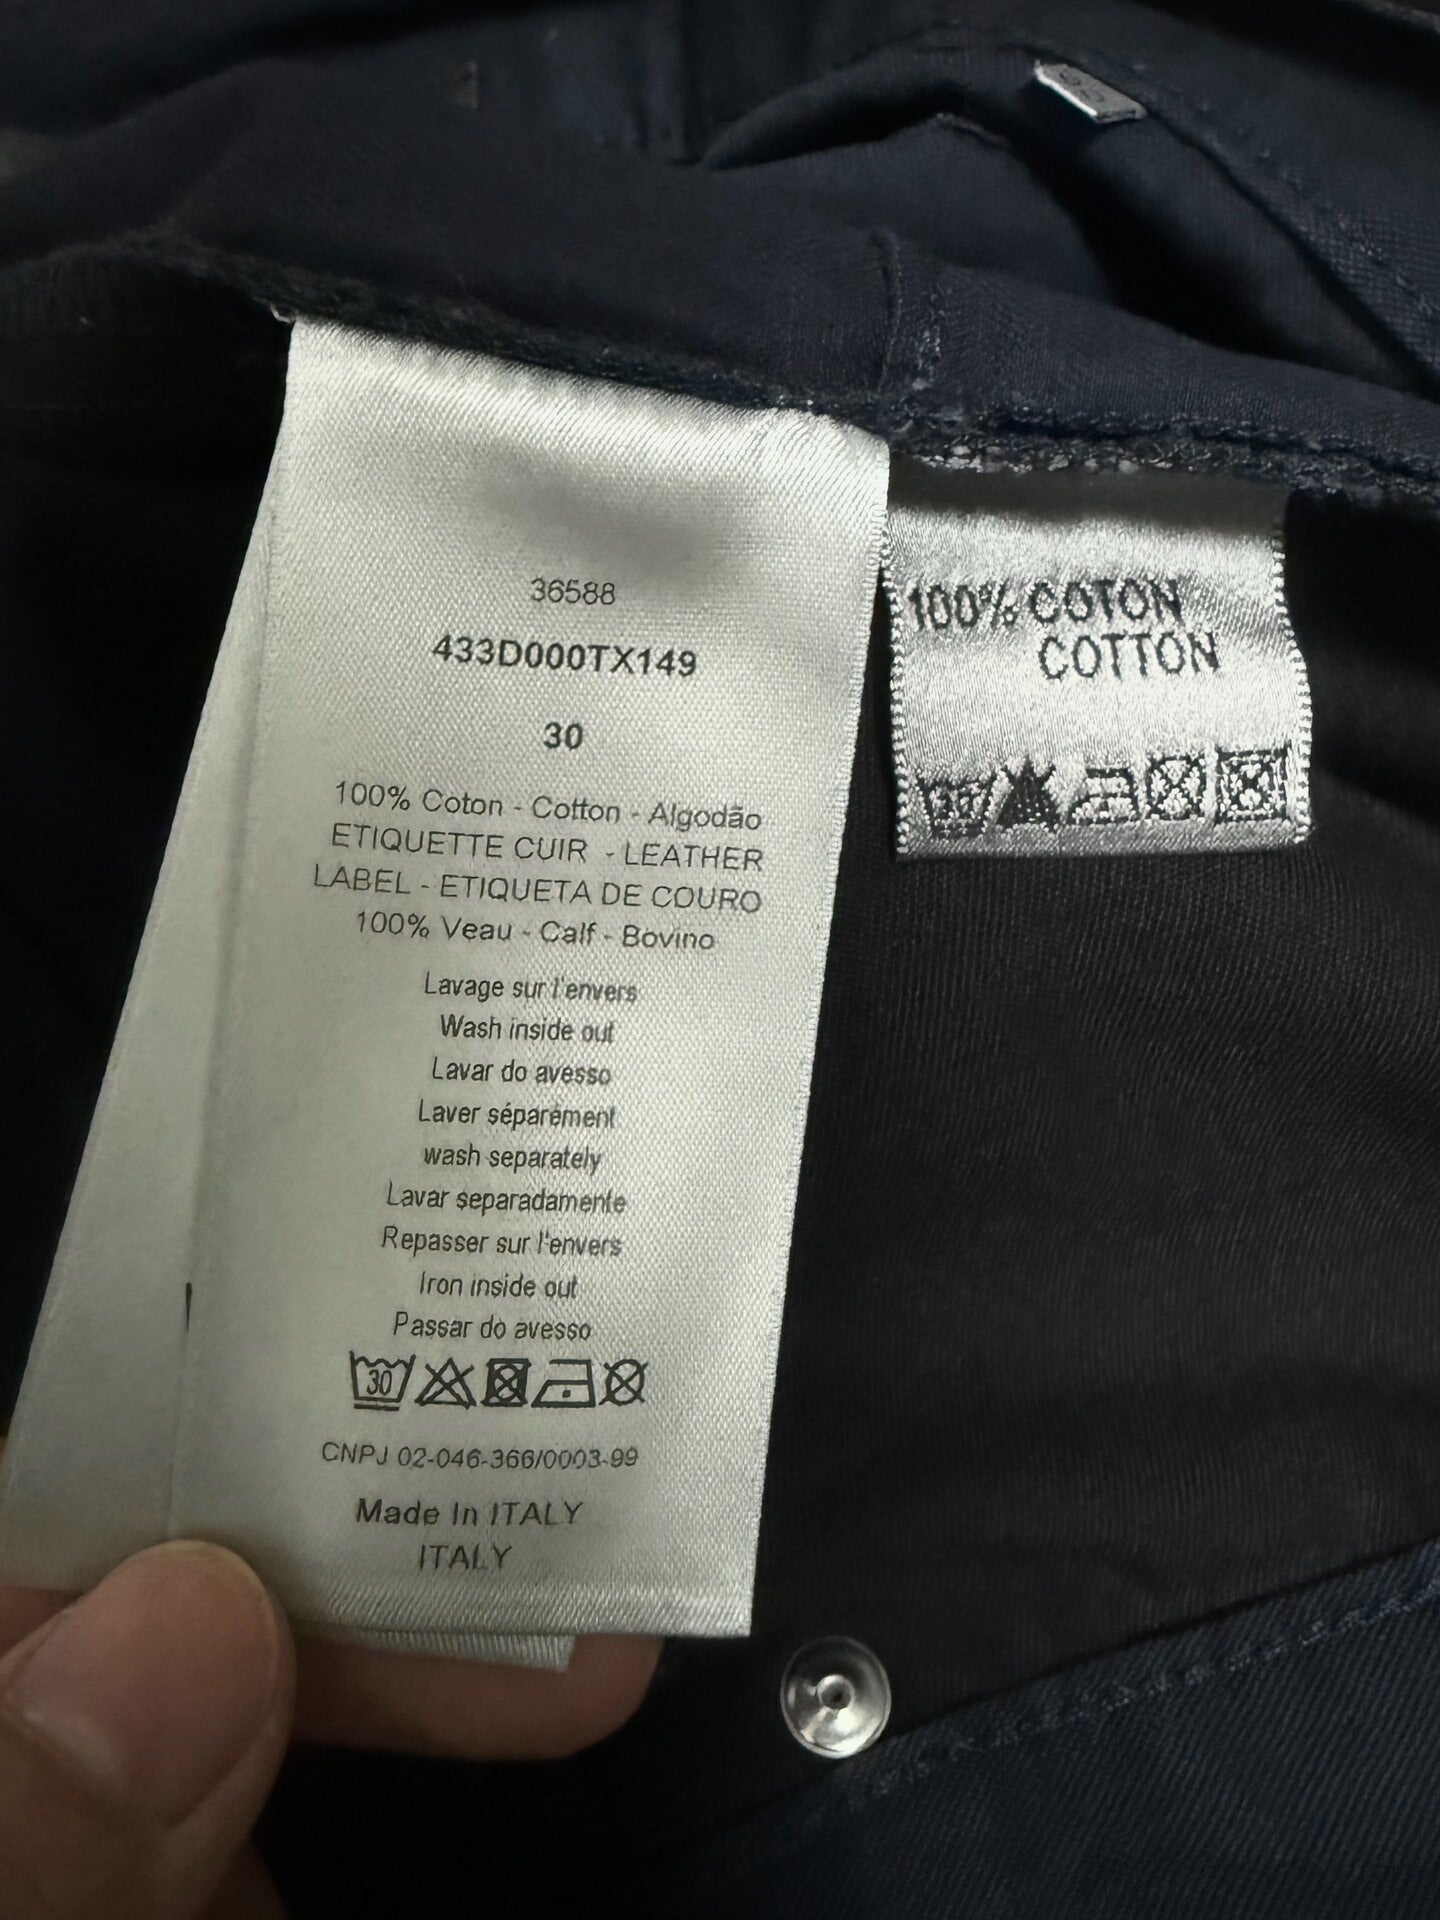 36588
433D000TX149
30
100% Coton - Cotton - Algodão
ETIQUETTE CUIR - LEATHER
LABEL - ETIQUETA DE COURO
100% Veau - Calf - Bovino
Lavage sur l'envers
Wash inside out
Lavar do avesso
Laver séparément
wash separately
Lavar separadamente
Repasser sur l'envers
Iron inside out
Passar do avesso
30
CNPJ 02-046-366/0003-99
Made In ITALY
ITALY
100% COTON
COTTON
30